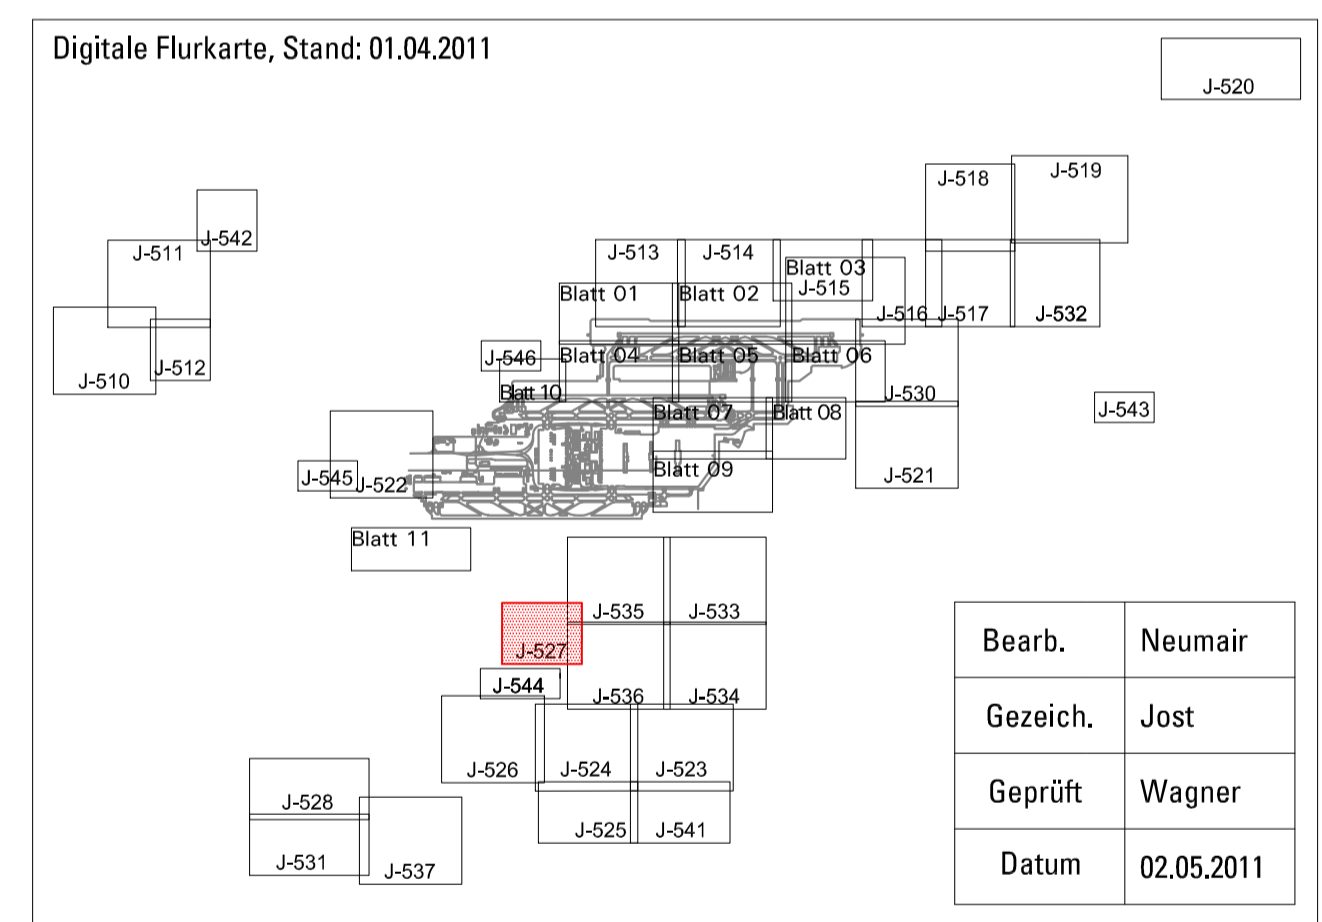 Digitale Flurkarte, Stand: 01.04.2011
J-520
J-518
J-519
J-542
J-511
J-513
J-514
Blatt 03
J-515
Blatt 01
Blatt 02
J-516
J-517
J-532
J-546
Blatt 04
Blatt 05
Blatt 06
J-512
J-510
Blatt 10
J-530
J-543
Blatt 07
Blatt 08
Blatt 09
J-521
J-545
J-522
Blatt 11
J-535
J-533
J-527
J-544
J-536
J-534
J-526
J-524
J-523
J-528
J-525
J-541
J-531
J-537
Bearb. Neumair
Gezeich. Jost
Geprüft Wagner
Datum 02.05.2011